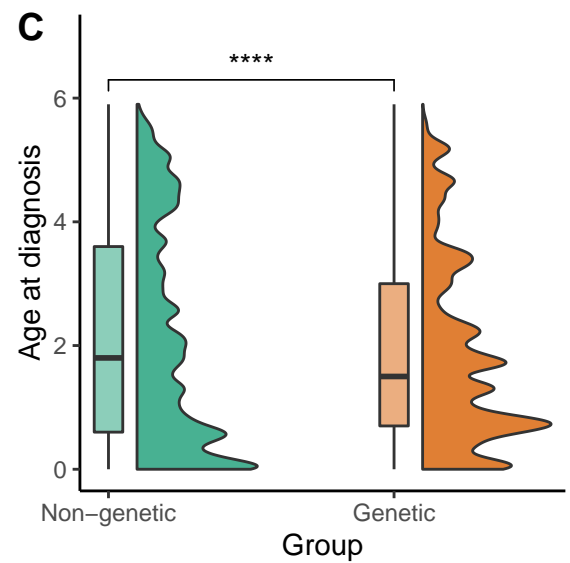 C
****
6
4
2
0
Age at diagnosis
Non−genetic Genetic
Group